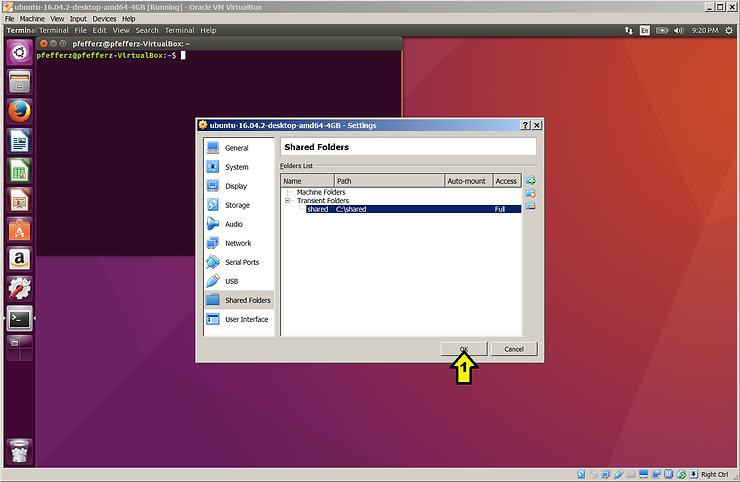 ubuntu-16.04.2-desktop-amd64-4GB [Running] - Oracle VM VirtualBox
File Machine View Input Devices Help
Terminal Terminal File Edit View Search Terminal Help En 9:20 PM
pfefferz@pfefferz-VirtualBox: ~
pfefferz@pfefferz-VirtualBox:~$
ubuntu-16.04.2-desktop-amd64-4GB - Settings
General
System
Display
Storage
Audio
Network
Serial Ports
USB
Shared Folders
User Interface
Shared Folders
Folders List
Name Path Auto-mount Access
Machine Folders
Transient Folders
shared C:\shared Full
OK Cancel
1
Right Ctrl